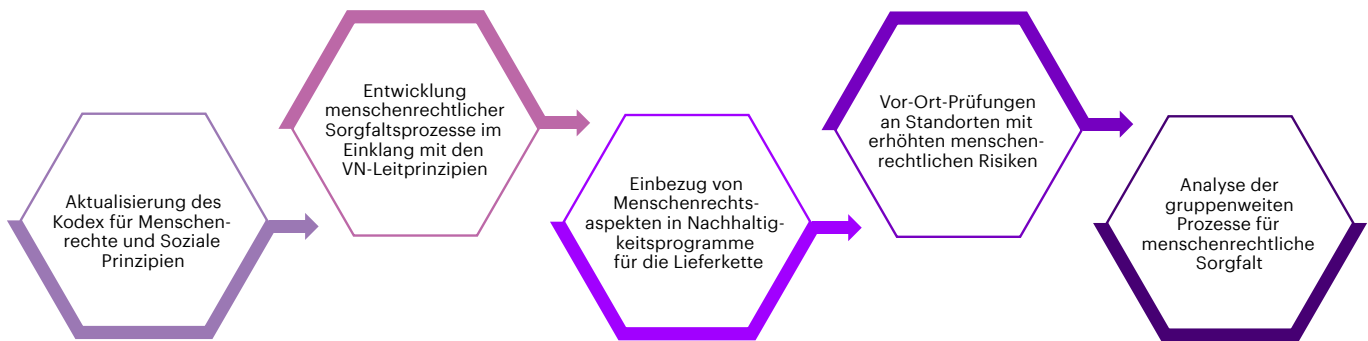 Aktualisierung des
Kodex für Menschen-
rechte und Soziale
Prinzipien
Entwicklung
menschenrechtlicher
Sorgfaltsprozesse im
Einklang mit den
VN-Leitprinzipien
Einbezug von
Menschenrechts-
aspekten in Nachhaltig-
keitsprogramme
für die Lieferkette
Vor-Ort-Prüfungen
an Standorten mit
erhöhten menschen-
rechtlichen Risiken
Analyse der
gruppenweiten
Prozesse für
menschenrechtliche
Sorgfalt